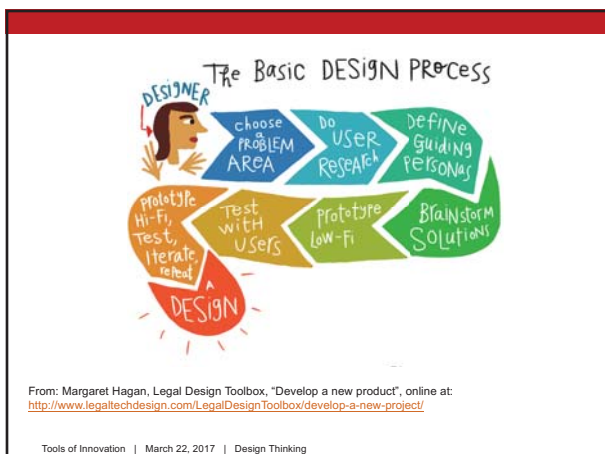 The BASIC DESIGN PROCESS
DESIGNER
choose
a
PROBLEM
AREA
DO
USER
RESEARCH
DEFINE
GUiDiNG
PERSONAS
BRAiNSTORM
SOLUTiONS
PROTOTYPE
LOW-Fi
TEST
WiTH
USERS
PROTOTYPE
Hi-Fi,
TEST,
iterate,
repeat
A
DESiGN
From: Margaret Hagan, Legal Design Toolbox, “Develop a new product”, online at:
http://www.legaltechdesign.com/LegalDesignToolbox/develop-a-new-project/
Tools of Innovation | March 22, 2017 | Design Thinking